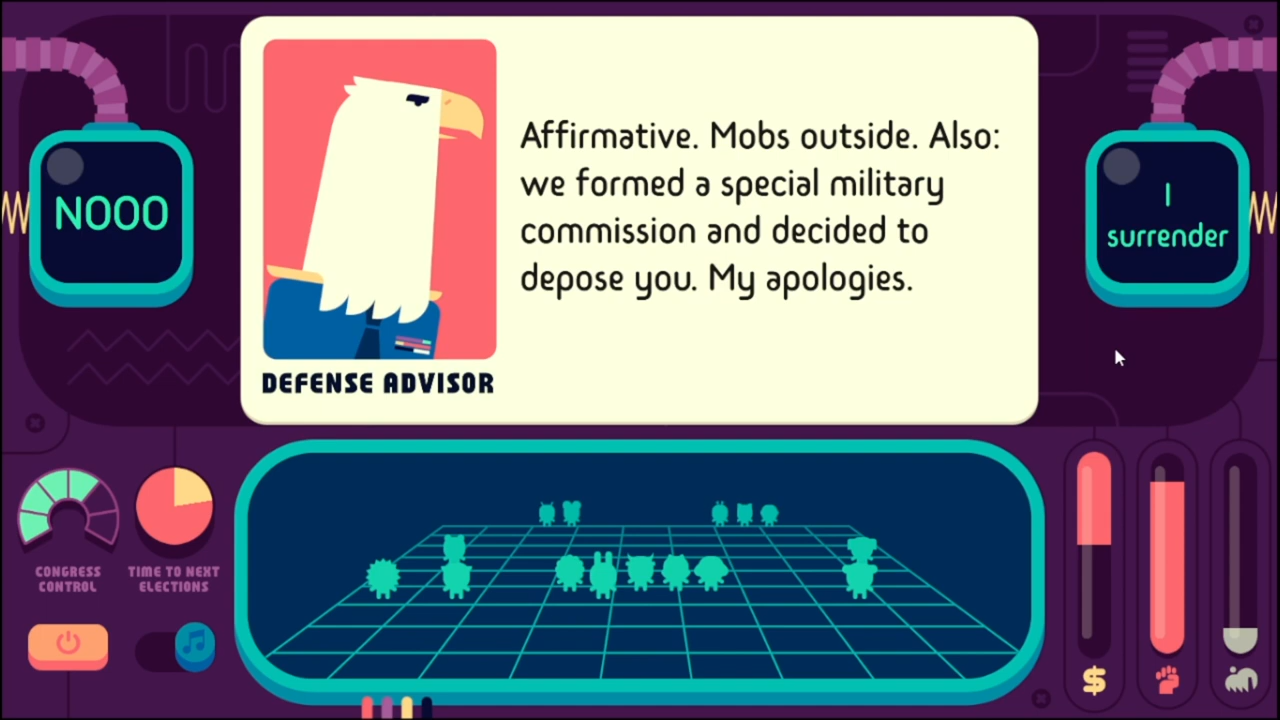 NOOO
Affirmative. Mobs outside. Also:
we formed a special military
commission and decided to
depose you. My apologies.
DEFENSE ADVISOR
I
surrender
CONGRESS
CONTROL
TIME TO NEXT
ELECTIONS
$